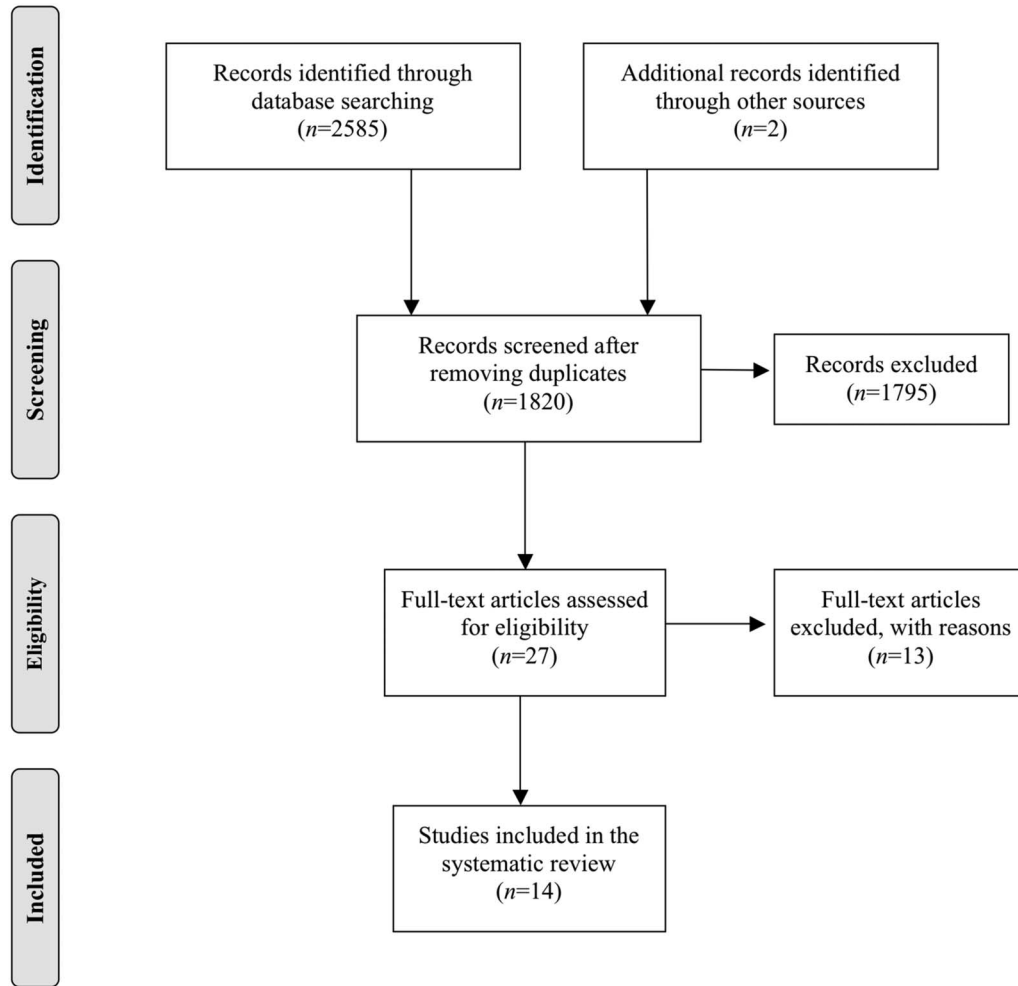 Identification
Records identified through
database searching
(n=2585)
Additional records identified
through other sources
(n=2)
Screening
Records screened after
removing duplicates
(n=1820)
Records excluded
(n=1795)
Eligibility
Full-text articles assessed
for eligibility
(n=27)
Full-text articles
excluded, with reasons
(n=13)
Included
Studies included in the
systematic review
(n=14)